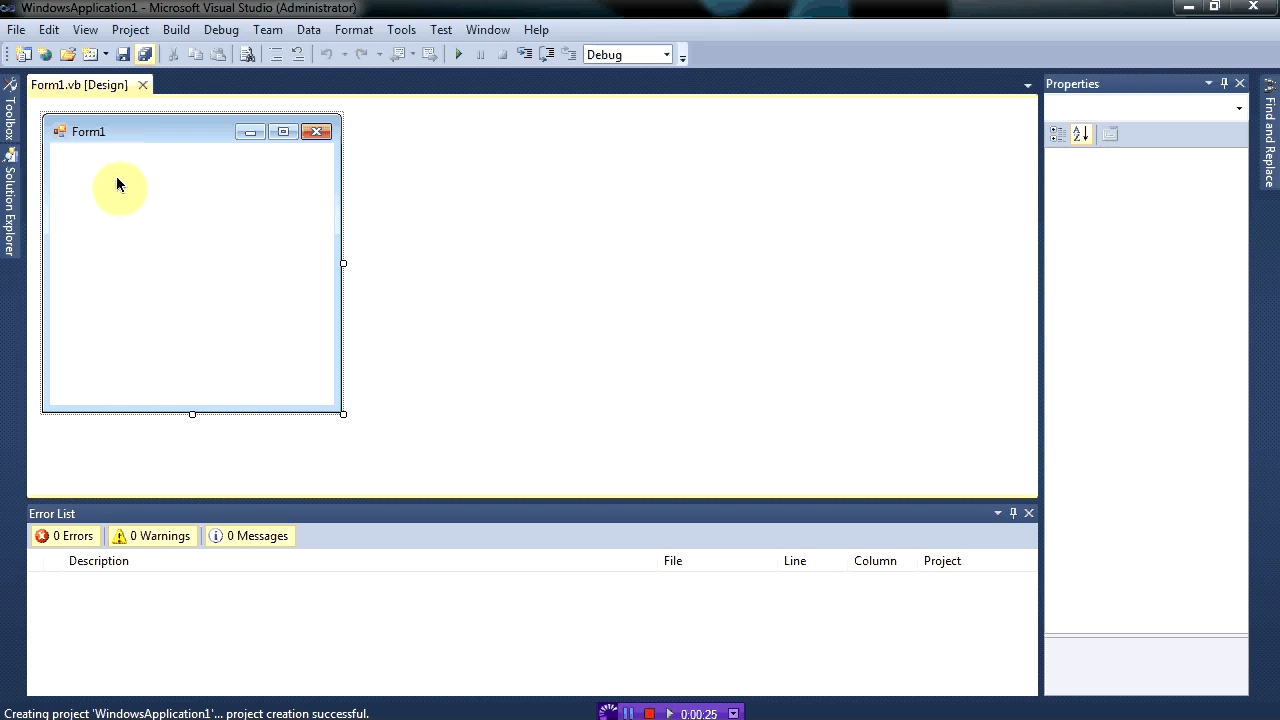 WindowsApplication1 - Microsoft Visual Studio (Administrator)
File Edit View Project Build Debug Team Data Format Tools Test Window Help
Debug
Form1.vb [Design]
Properties
Toolbox
Solution Explorer
Find and Replace
Form1
Error List
0 Errors 0 Warnings 0 Messages
Description File Line Column Project
Creating project 'WindowsApplication1'... project creation successful.
0:00:25